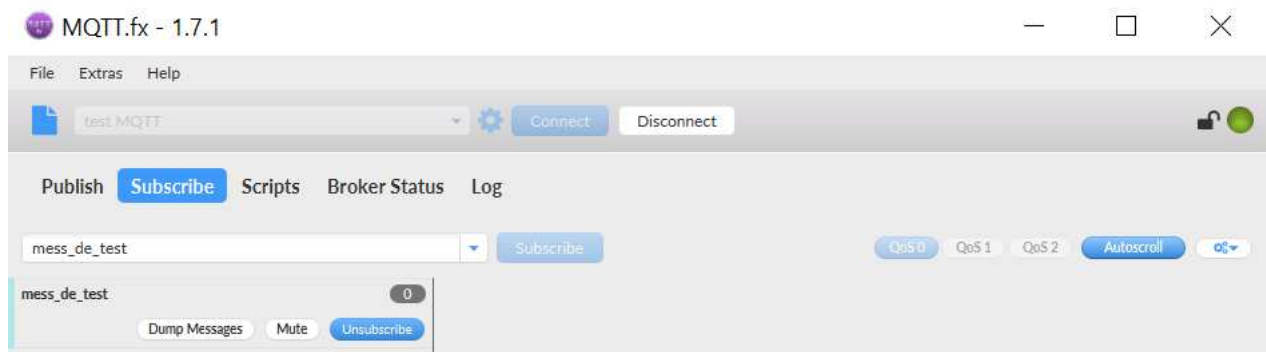 MQTT.fx - 1.7.1
File Extras Help
test MQTT Connect Disconnect
Publish Subscribe Scripts Broker Status Log
mess_de_test Subscribe QoS 0 QoS 1 QoS 2 Autoscroll
mess_de_test 0
Dump Messages Mute Unsubscribe